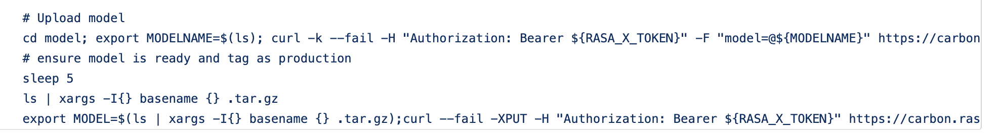 # Upload model
cd model; export MODELNAME=$(ls); curl -k --fail -H "Authorization: Bearer ${RASA_X_TOKEN}" -F "model=@${MODELNAME}" https://carbon
# ensure model is ready and tag as production
sleep 5
ls | xargs -I{} basename {} .tar.gz
export MODEL=$(ls | xargs -I{} basename {} .tar.gz);curl --fail -XPUT -H "Authorization: Bearer ${RASA_X_TOKEN}" https://carbon.ras